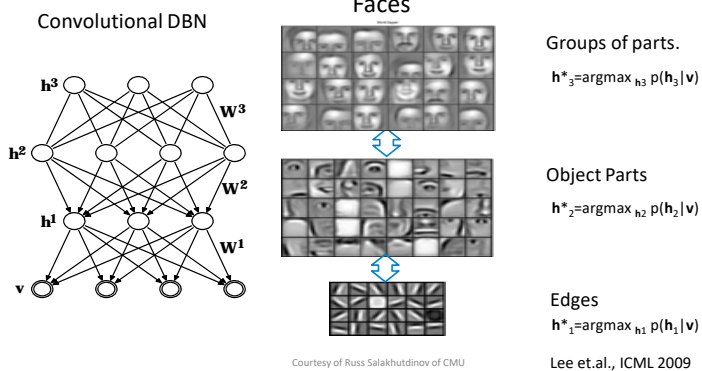 Convolutional DBN
Faces
h³
W³
h²
W²
h¹
W¹
v
Groups of parts.
h*₃=argmax ₕ₃ p(h₃|v)
Object Parts
h*₂=argmax ₕ₂ p(h₂|v)
Edges
h*₁=argmax ₕ₁ p(h₁|v)
Courtesy of Russ Salakhutdinov of CMU
Lee et.al., ICML 2009